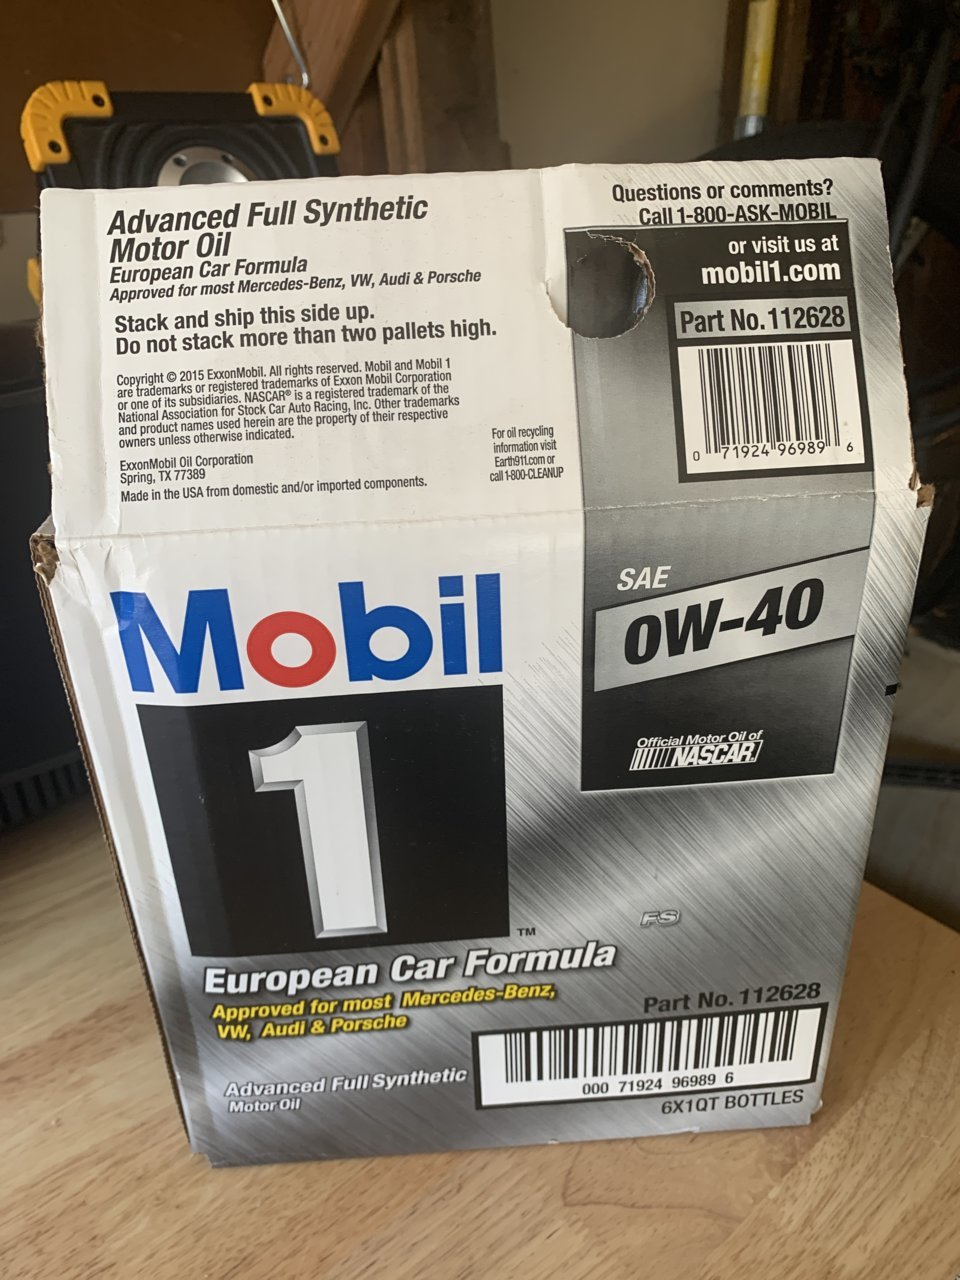 Advanced Full Synthetic
Motor Oil
European Car Formula
Approved for most Mercedes-Benz, VW, Audi & Porsche
Stack and ship this side up.
Do not stack more than two pallets high.
Copyright © 2015 ExxonMobil. All rights reserved. Mobil and Mobil 1
are trademarks or registered trademarks of Exxon Mobil Corporation
or one of its subsidiaries. NASCAR® is a registered trademark of the
National Association for Stock Car Auto Racing, Inc. Other trademarks
and product names used herein are the property of their respective
owners unless otherwise indicated.
ExxonMobil Oil Corporation
Spring, TX 77389
Made in the USA from domestic and/or imported components.
For oil recycling
information visit
Earth911.com or
call 1-800-CLEANUP
Questions or comments?
Call 1-800-ASK-MOBIL
or visit us at
mobil1.com
Part No. 112628
0 71924 96989 6
Mobil
1
TM
SAE
0W-40
Official Motor Oil of
NASCAR
FS
European Car Formula
Approved for most Mercedes-Benz,
VW, Audi & Porsche
Advanced Full Synthetic
Motor Oil
Part No. 112628
000 71924 96989 6
6X1QT BOTTLES